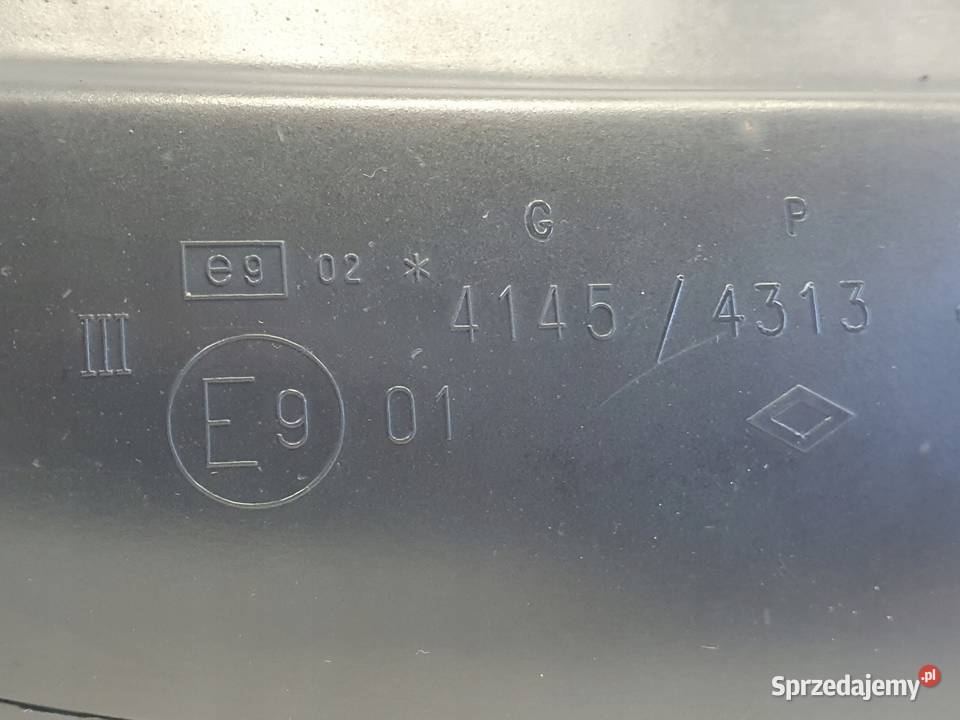 G P
e9 02 * 4145 / 4313
III
E9 01
Sprzedajemy.pl